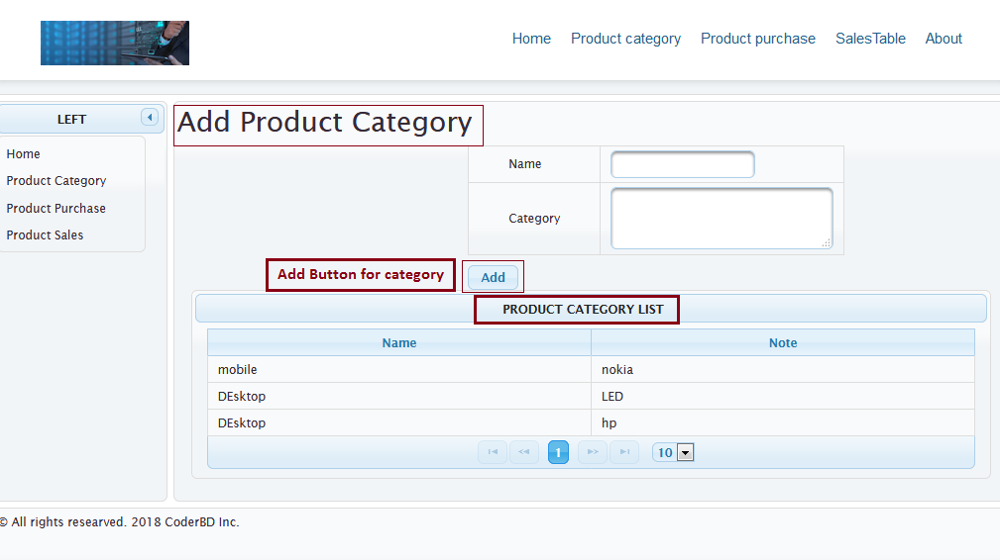 Home Product category Product purchase SalesTable About
LEFT
Home
Product Category
Product Purchase
Product Sales
Add Product Category
Name
Category
Add Button for category
Add
PRODUCT CATEGORY LIST
Name Note
mobile nokia
DEsktop LED
DEsktop hp
1 10
© All rights researved. 2018 CoderBD Inc.